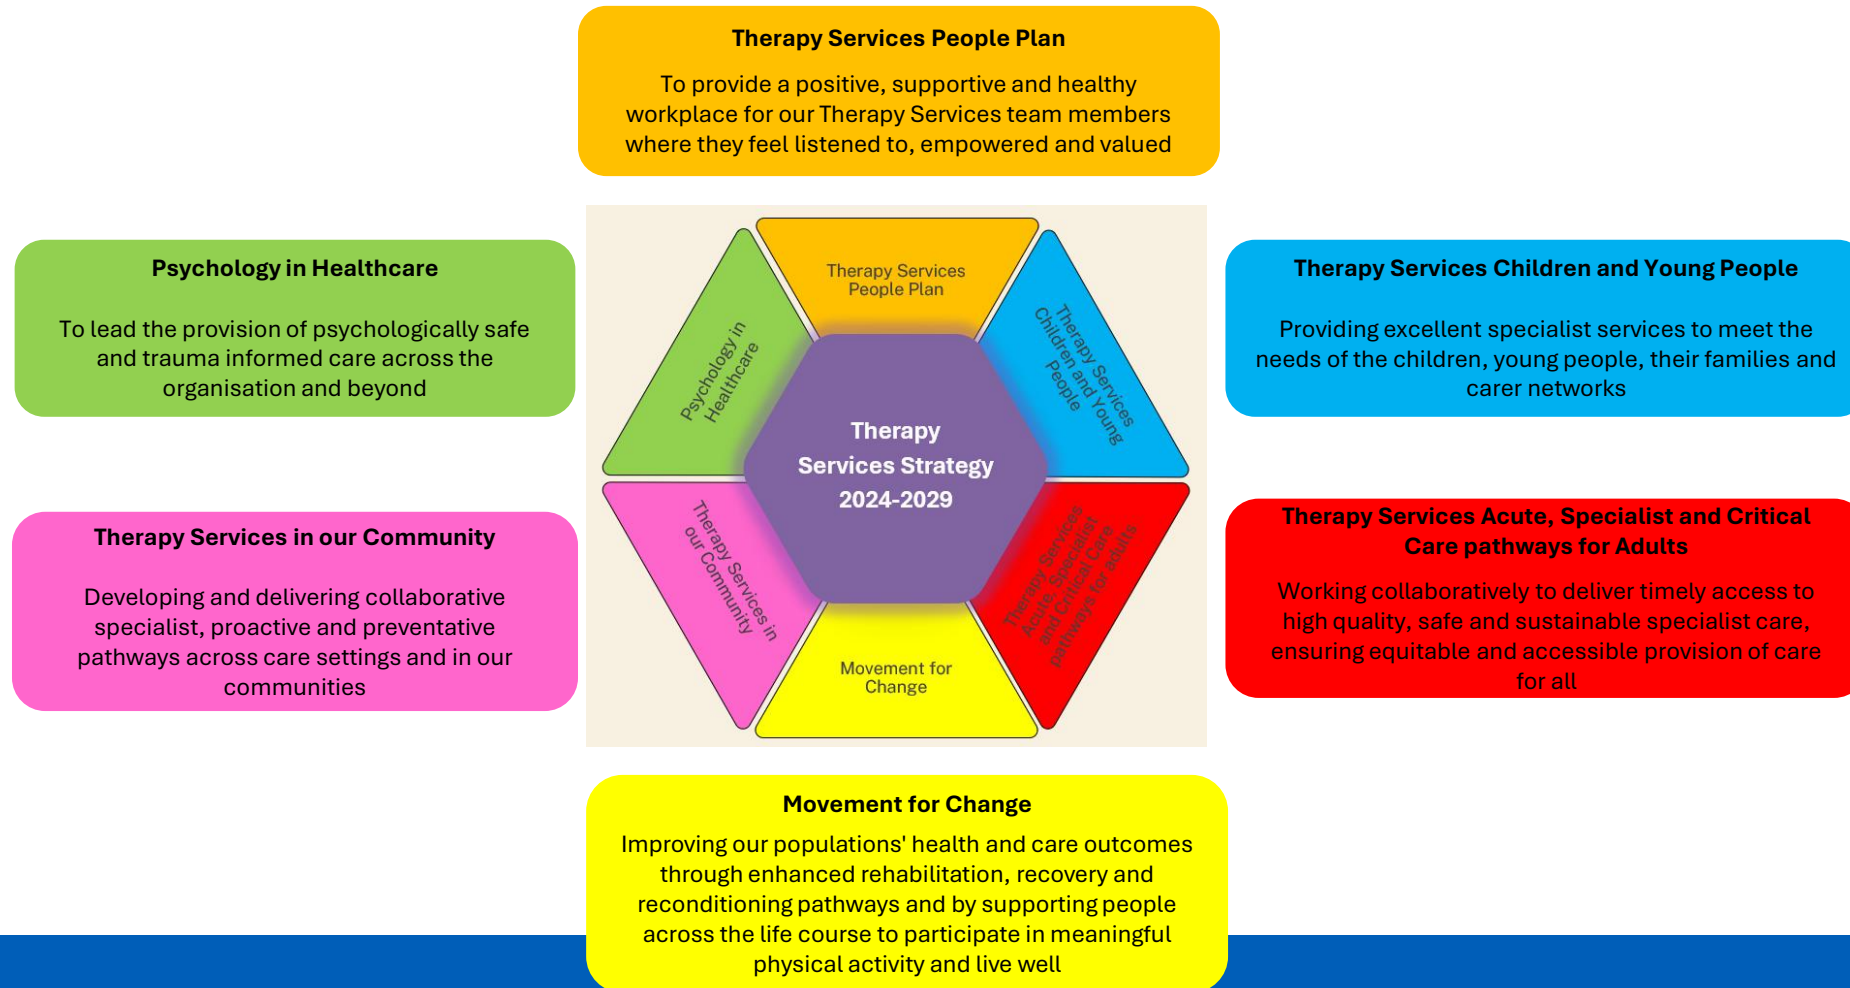 Therapy Services People Plan
To provide a positive, supportive and healthy
workplace for our Therapy Services team members
where they feel listened to, empowered and valued
Psychology in Healthcare
To lead the provision of psychologically safe
and trauma informed care across the
organisation and beyond
Therapy Services
People Plan
Psychology in
Healthcare
Therapy Services
Children and Young
People
Therapy
Services Strategy
2024-2029
Therapy Services in
our Community
Therapy Services
Acute, Specialist
and Critical Care
pathways for adults
Movement for
Change
Therapy Services Children and Young People
Providing excellent specialist services to meet the
needs of the children, young people, their families and
carer networks
Therapy Services in our Community
Developing and delivering collaborative
specialist, proactive and preventative
pathways across care settings and in our
communities
Therapy Services Acute, Specialist and Critical
Care pathways for Adults
Working collaboratively to deliver timely access to
high quality, safe and sustainable specialist care,
ensuring equitable and accessible provision of care
for all
Movement for Change
Improving our populations' health and care outcomes
through enhanced rehabilitation, recovery and
reconditioning pathways and by supporting people
across the life course to participate in meaningful
physical activity and live well